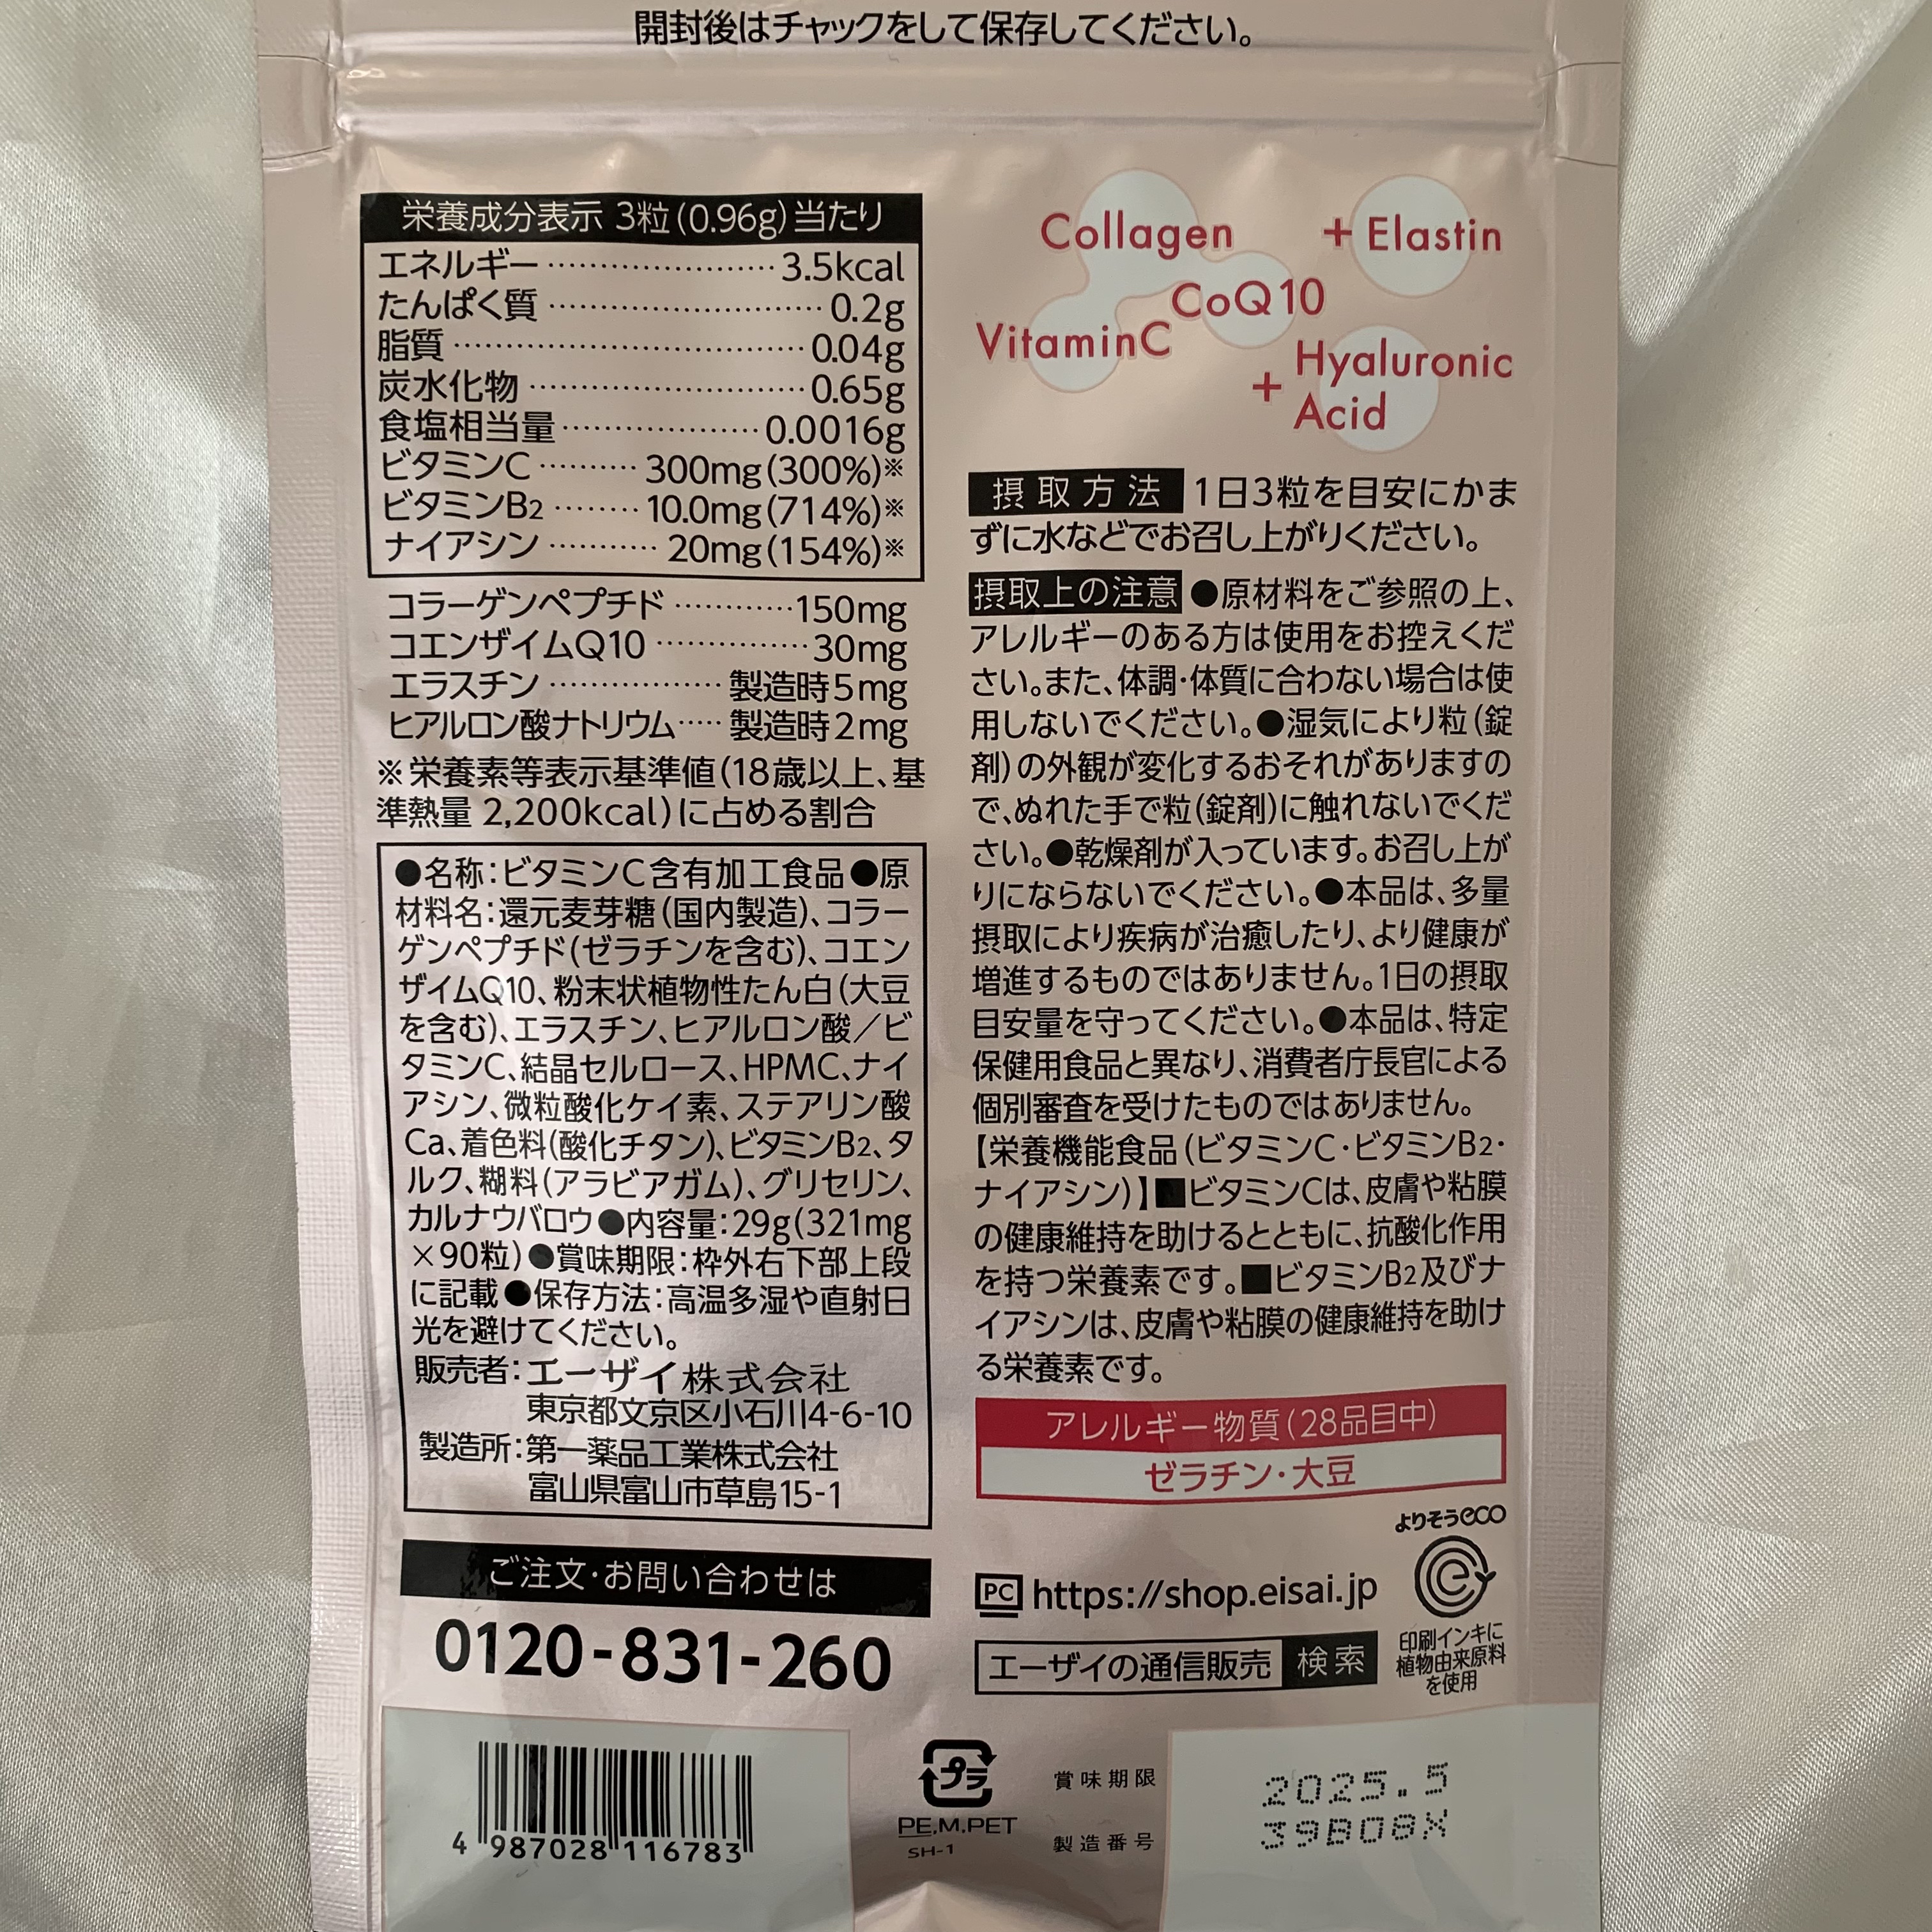 開封後はチャックをして保存してください。
栄養成分表示 3粒(0.96g)当たり
エネルギー 3.5kcal
たんぱく質 0.2g
脂質 0.04g
炭水化物 0.65g
食塩相当量 0.0016g
ビタミンC 300mg(300%)※
ビタミンB2 10.0mg(714%)※
ナイアシン 20mg(154%)※
コラーゲンペプチド 150mg
コエンザイムQ10 30mg
エラスチン 製造時5mg
ヒアルロン酸ナトリウム 製造時2mg
※栄養素等表示基準値(18歳以上、基
準熱量 2,200kcal)に占める割合
●名称:ビタミンC含有加工食品●原
材料名:還元麦芽糖(国内製造)、コラー
ゲンペプチド(ゼラチンを含む)、コエン
ザイムQ10、粉末状植物性たん白(大豆
を含む)、エラスチン、ヒアルロン酸/ビ
タミンC、結晶セルロース、HPMC、ナイ
アシン、微粒酸化ケイ素、ステアリン酸
Ca、着色料(酸化チタン)、ビタミンB2、タ
ルク、糊料(アラビアガム)、グリセリン、
カルナウバロウ●内容量:29g(321mg
×90粒)●賞味期限:枠外右下部上段
に記載●保存方法:高温多湿や直射日
光を避けてください。
販売者:エーザイ株式会社
東京都文京区小石川4-6-10
製造所:第一薬品工業株式会社
富山県富山市草島15-1
ご注文・お問い合わせは
0120-831-260
Collagen + Elastin
CoQ10
VitaminC
+ Hyaluronic
Acid
摂取方法 1日3粒を目安にかま
ずに水などでお召し上がりください。
摂取上の注意 ●原材料をご参照の上、
アレルギーのある方は使用をお控えくだ
さい。また、体調・体質に合わない場合は使
用しないでください。●湿気により粒(錠
剤)の外観が変化するおそれがありますの
で、ぬれた手で粒(錠剤)に触れないでくだ
さい。●乾燥剤が入っています。お召し上が
りにならないでください。●本品は、多量
摂取により疾病が治癒したり、より健康が
増進するものではありません。1日の摂取
目安量を守ってください。●本品は、特定
保健用食品と異なり、消費者庁長官による
個別審査を受けたものではありません。
【栄養機能食品(ビタミンC・ビタミンB2・
ナイアシン)】■ビタミンCは、皮膚や粘膜
の健康維持を助けるとともに、抗酸化作用
を持つ栄養素です。■ビタミンB2及びナ
イアシンは、皮膚や粘膜の健康維持を助け
る栄養素です。
アレルギー物質(28品目中)
ゼラチン・大豆
よりそうeco
PC https://shop.eisai.jp
エーザイの通信販売 検索
印刷インキに
植物由来原料
を使用
4 987028 116783
プラ
PE,M,PET
SH-1
賞味期限 2025.5
製造番号 39B08X